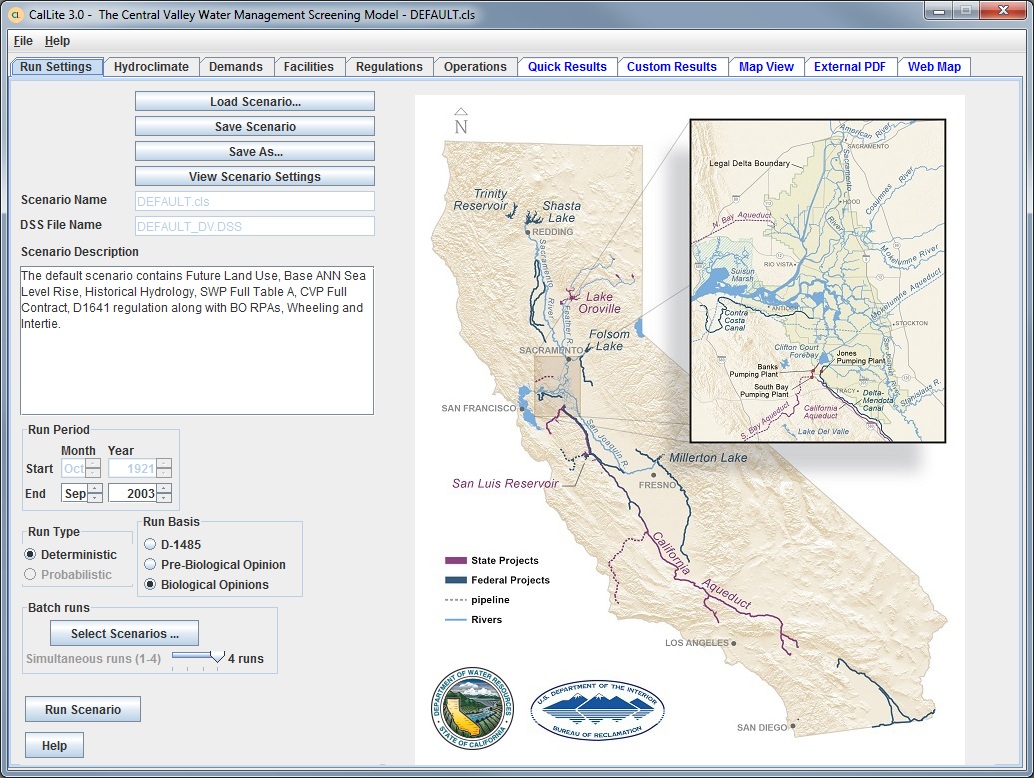 CalLite 3.0 - The Central Valley Water Management Screening Model - DEFAULT.cls
File Help
Run Settings Hydroclimate Demands Facilities Regulations Operations Quick Results Custom Results Map View External PDF Web Map
Load Scenario...
Save Scenario
Save As...
View Scenario Settings
Scenario Name DEFAULT.cls
DSS File Name DEFAULT_DV.DSS
Scenario Description
The default scenario contains Future Land Use, Base ANN Sea
Level Rise, Historical Hydrology, SWP Full Table A, CVP Full
Contract, D1641 regulation along with BO RPAs, Wheeling and
Intertie.
Run Period
Month Year
Start Oct 1921
End Sep 2003
Run Type
Deterministic
Probabilistic
Run Basis
D-1485
Pre-Biological Opinion
Biological Opinions
Batch runs
Select Scenarios ...
Simultaneous runs (1-4) 4 runs
Run Scenario
Help
N
Trinity
Reservoir
Shasta
Lake
REDDING
Sacramento River
Feather R.
Lake
Oroville
Folsom
Lake
SACRAMENTO
SAN FRANCISCO
San Joaquin R.
Millerton Lake
San Luis Reservoir
FRESNO
California Aqueduct
LOS ANGELES
SAN DIEGO
State Projects
Federal Projects
pipeline
Rivers
American River
SACRAMENTO
Legal Delta Boundary
Sacramento
River
HOOD
Cosumnes River
N. Bay Aqueduct
Mokelumne River
RIO VISTA
Suisun
Marsh
Mokelumne Aqueduct
ANTIOCH
Contra
Costa
Canal
STOCKTON
San Joaquin River
Clifton Court
Forebay
Jones
Pumping Plant
Banks
Pumping Plant
South Bay
Pumping Plant
TRACY
Delta-
Mendota
Canal
Stanislaus R.
California
Aqueduct
S. Bay Aqueduct
Lake Del Valle
DEPARTMENT OF WATER RESOURCES
STATE OF CALIFORNIA
U.S. DEPARTMENT OF THE INTERIOR
BUREAU OF RECLAMATION